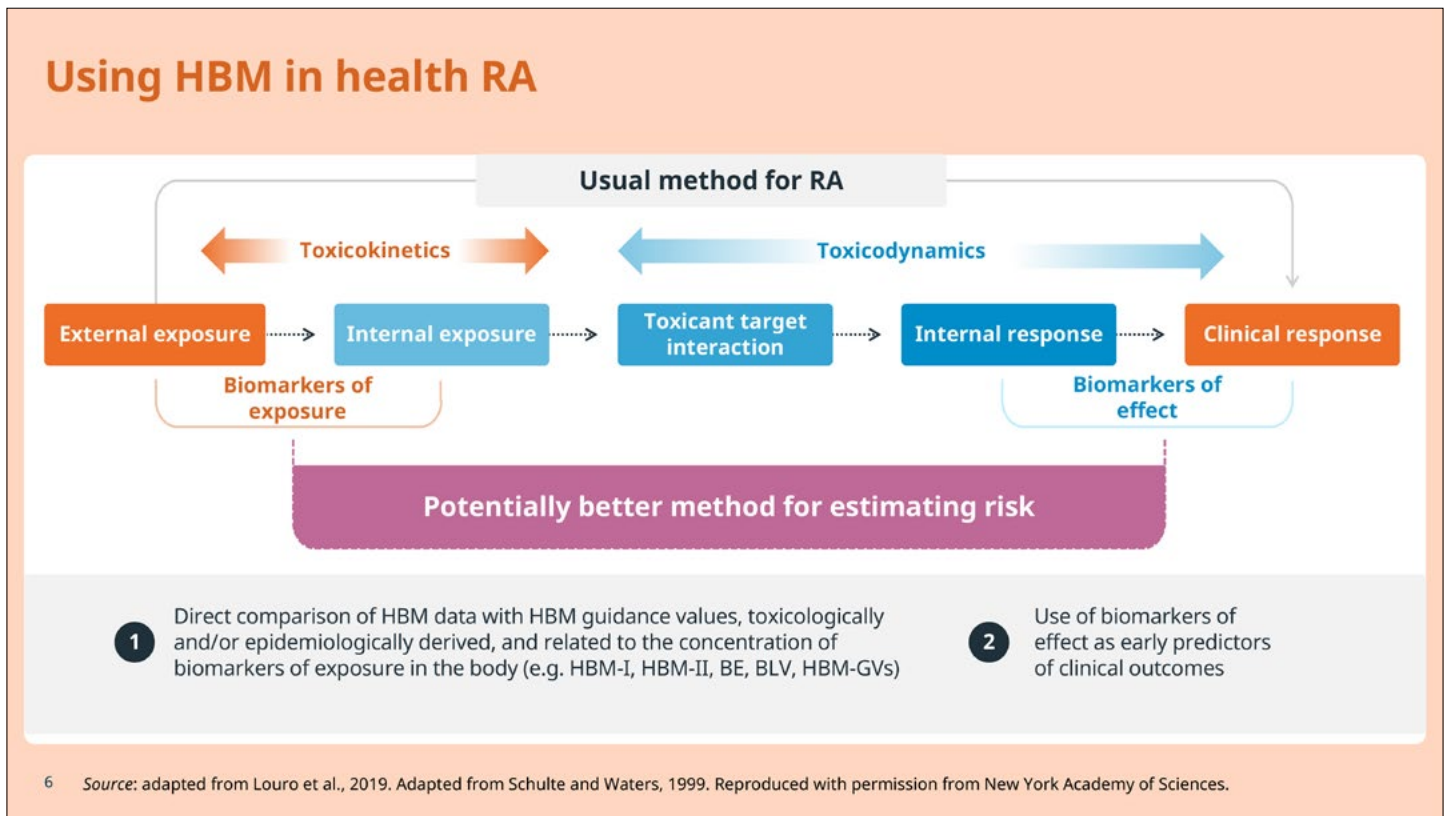 Using HBM in health RA
Usual method for RA
Toxicokinetics
Toxicodynamics
External exposure
Internal exposure
Toxicant target
interaction
Internal response
Clinical response
Biomarkers of
exposure
Biomarkers of
effect
Potentially better method for estimating risk
1
Direct comparison of HBM data with HBM guidance values, toxicologically
and/or epidemiologically derived, and related to the concentration of
biomarkers of exposure in the body (e.g. HBM-I, HBM-II, BE, BLV, HBM-GVs)
2
Use of biomarkers of
effect as early predictors
of clinical outcomes
6 Source: adapted from Louro et al., 2019. Adapted from Schulte and Waters, 1999. Reproduced with permission from New York Academy of Sciences.